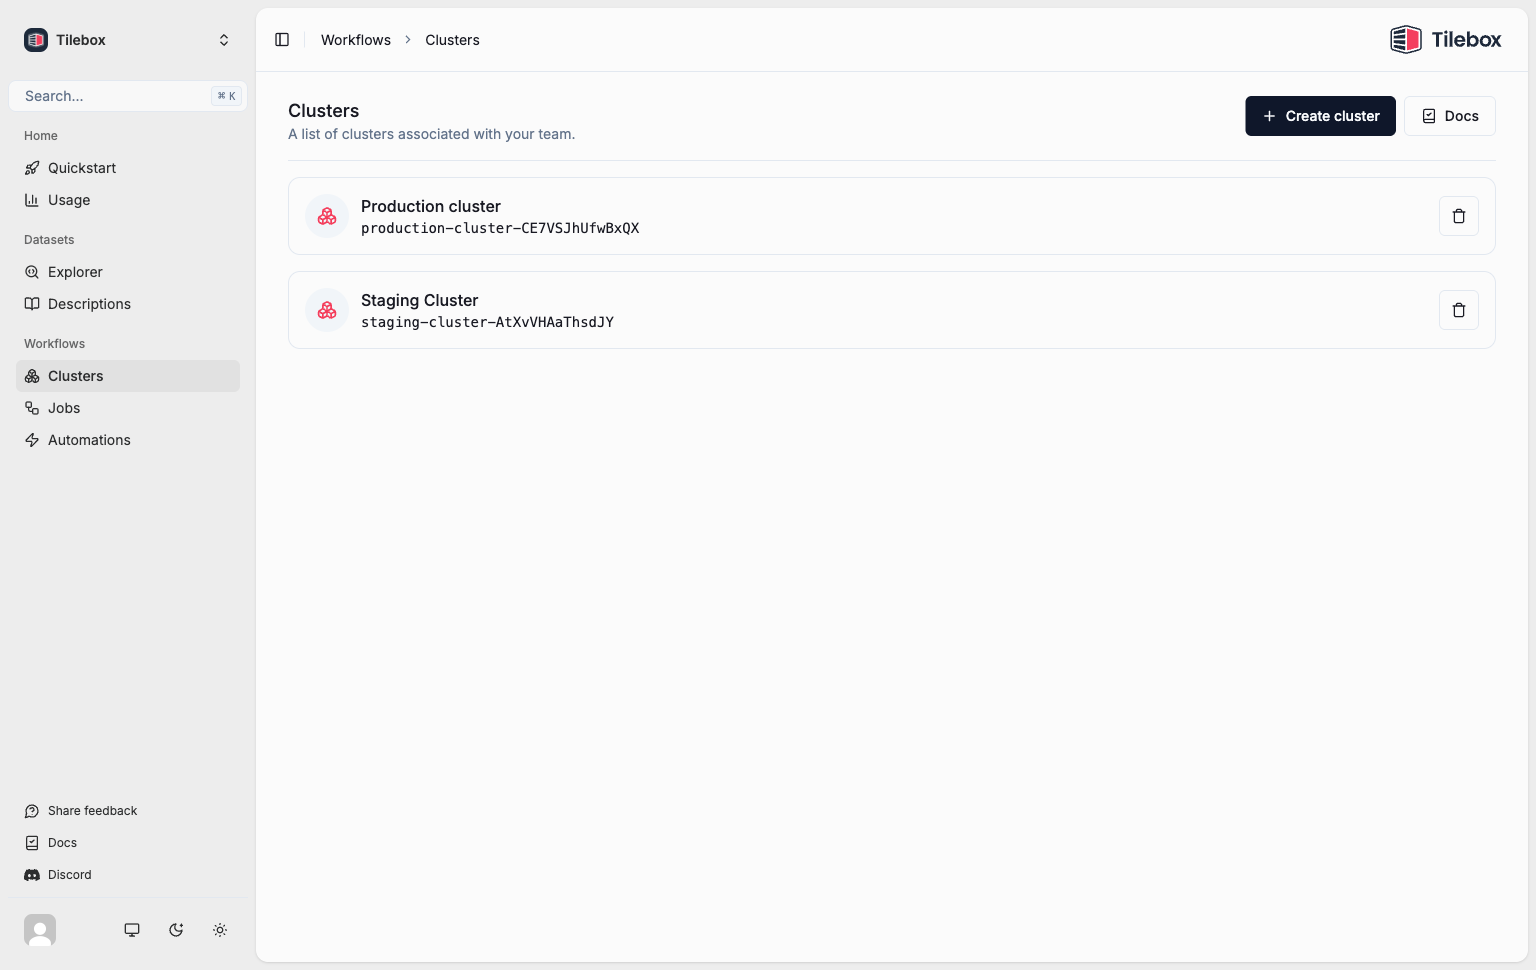 Tilebox
Search...
⌘ K
Home
Quickstart
Usage
Datasets
Explorer
Descriptions
Workflows
Clusters
Jobs
Automations
Share feedback
Docs
Discord
Workflows > Clusters
Tilebox
Clusters
A list of clusters associated with your team.
+ Create cluster
Docs
Production cluster
production-cluster-CE7VSJhUfwBxQX
Staging Cluster
staging-cluster-AtXvVHAaThsdJY